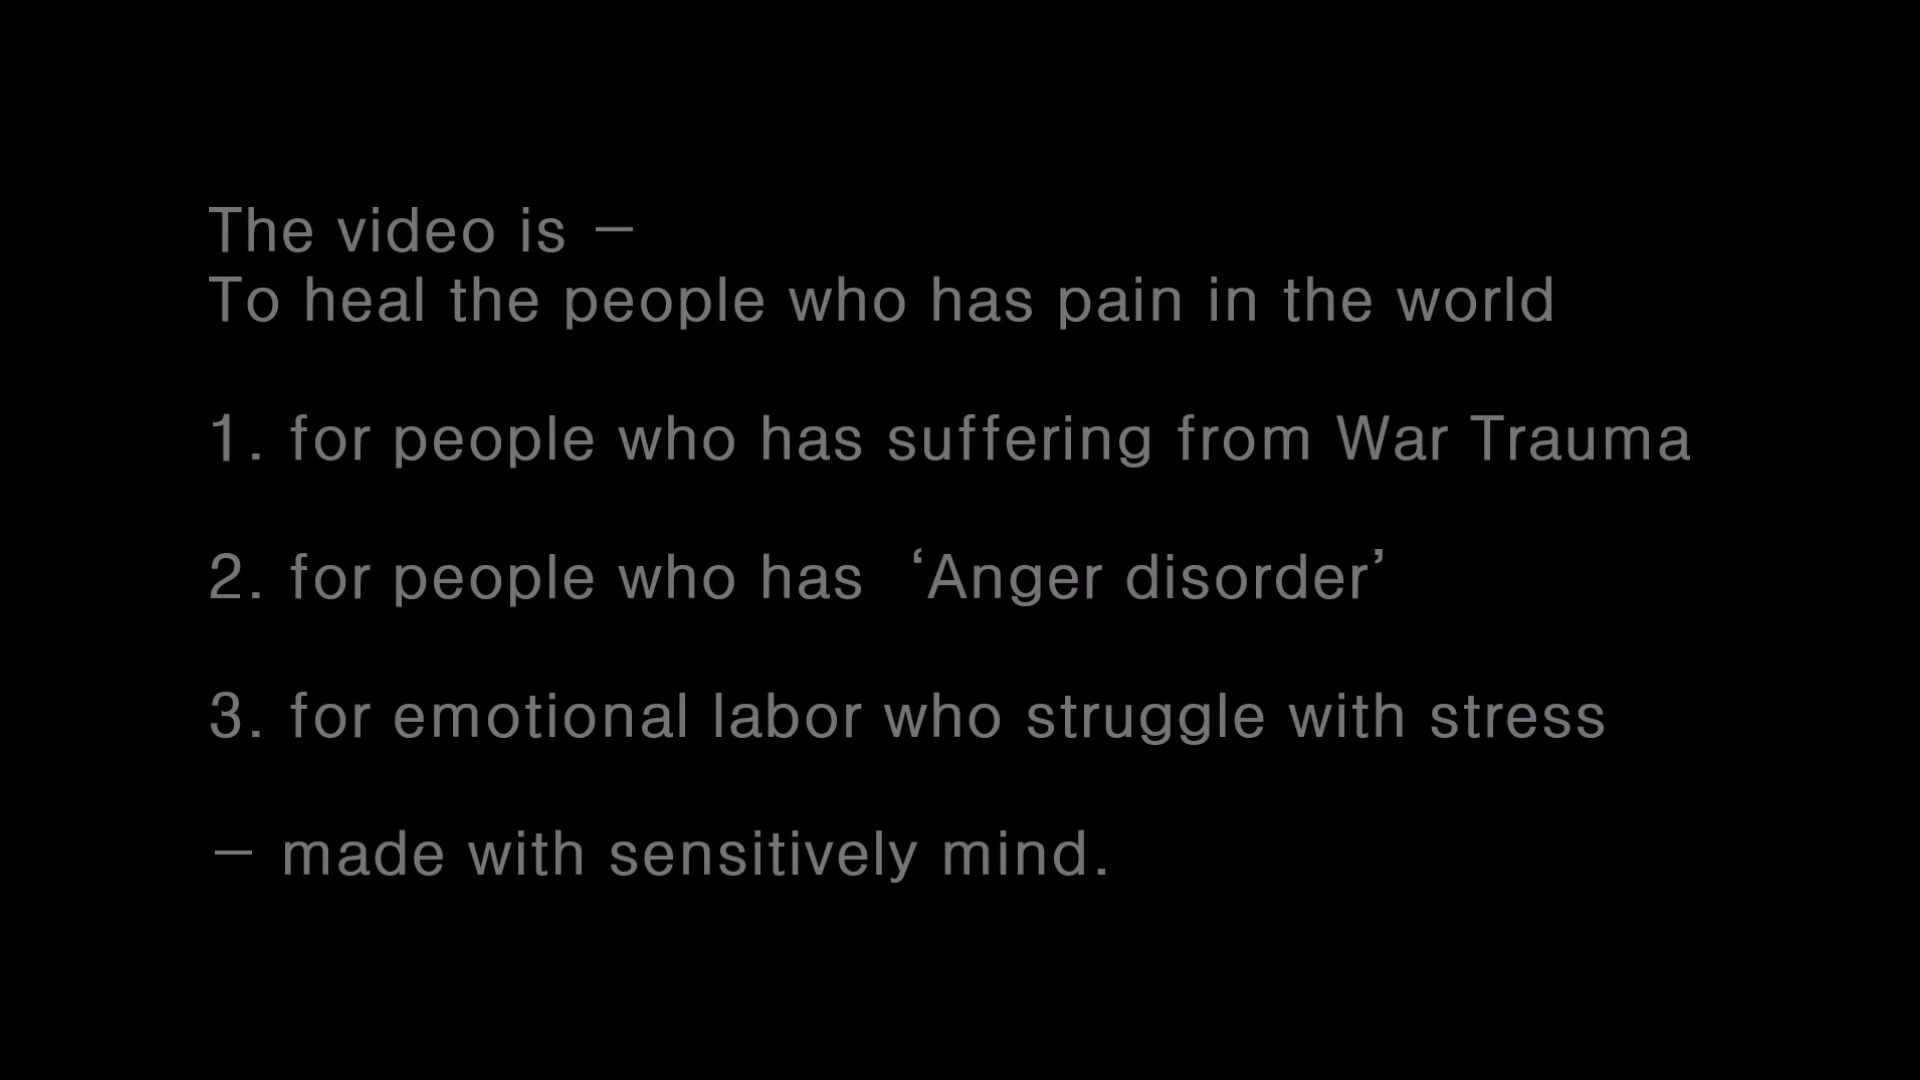 The video is –
To heal the people who has pain in the world
1. for people who has suffering from War Trauma
2. for people who has ‘Anger disorder’
3. for emotional labor who struggle with stress
– made with sensitively mind.